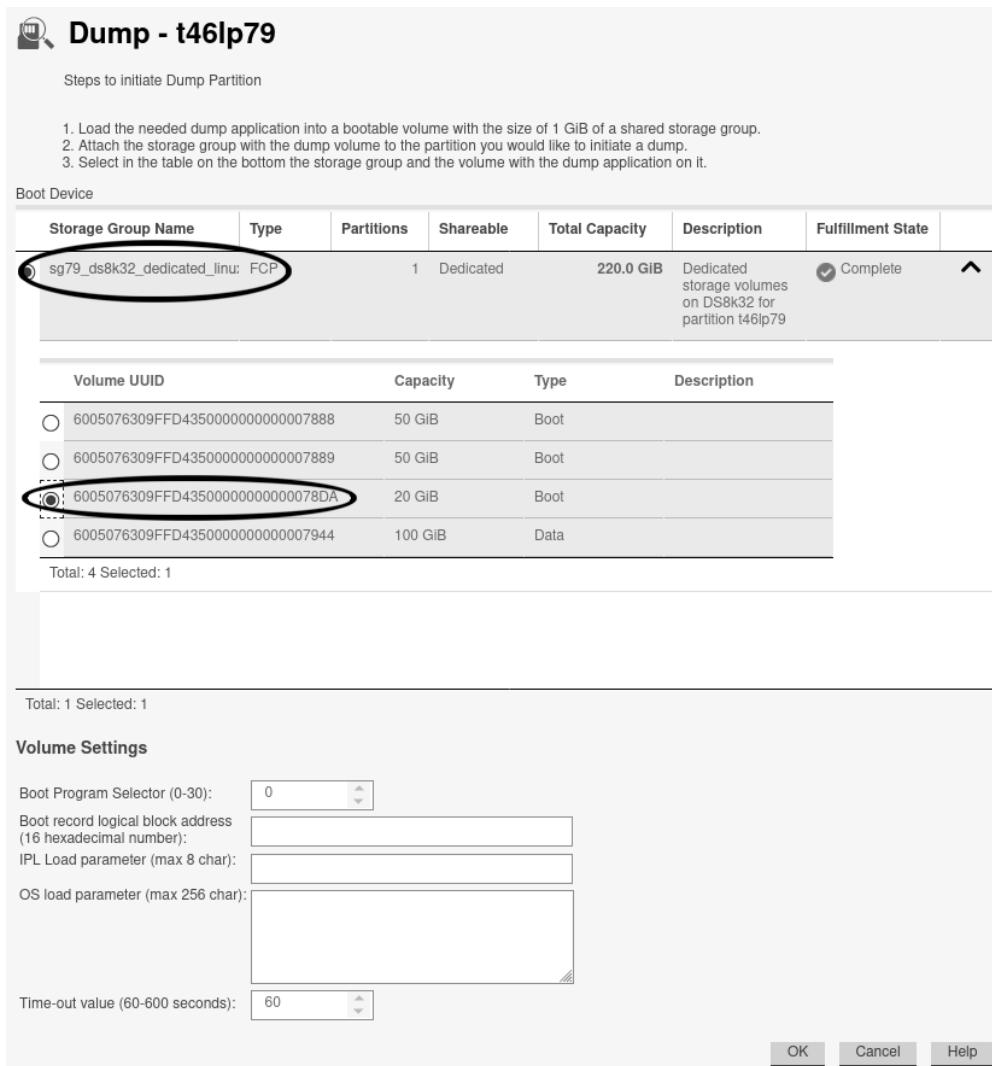 Dump - t46lp79
Steps to initiate Dump Partition
1. Load the needed dump application into a bootable volume with the size of 1 GiB of a shared storage group.
2. Attach the storage group with the dump volume to the partition you would like to initiate a dump.
3. Select in the table on the bottom the storage group and the volume with the dump application on it.
Boot Device
Storage Group Name Type Partitions Shareable Total Capacity Description Fulfillment State
sg79_ds8k32_dedicated_linu: FCP 1 Dedicated 220.0 GiB Dedicated Complete
storage volumes
on DS8k32 for
partition t46lp79
Volume UUID Capacity Type Description
6005076309FFD4350000000000007888 50 GiB Boot
6005076309FFD4350000000000007889 50 GiB Boot
6005076309FFD43500000000000078DA 20 GiB Boot
6005076309FFD4350000000000007944 100 GiB Data
Total: 4 Selected: 1
Total: 1 Selected: 1
Volume Settings
Boot Program Selector (0-30): 0
Boot record logical block address
(16 hexadecimal number):
IPL Load parameter (max 8 char):
OS load parameter (max 256 char):
Time-out value (60-600 seconds): 60
OK Cancel Help